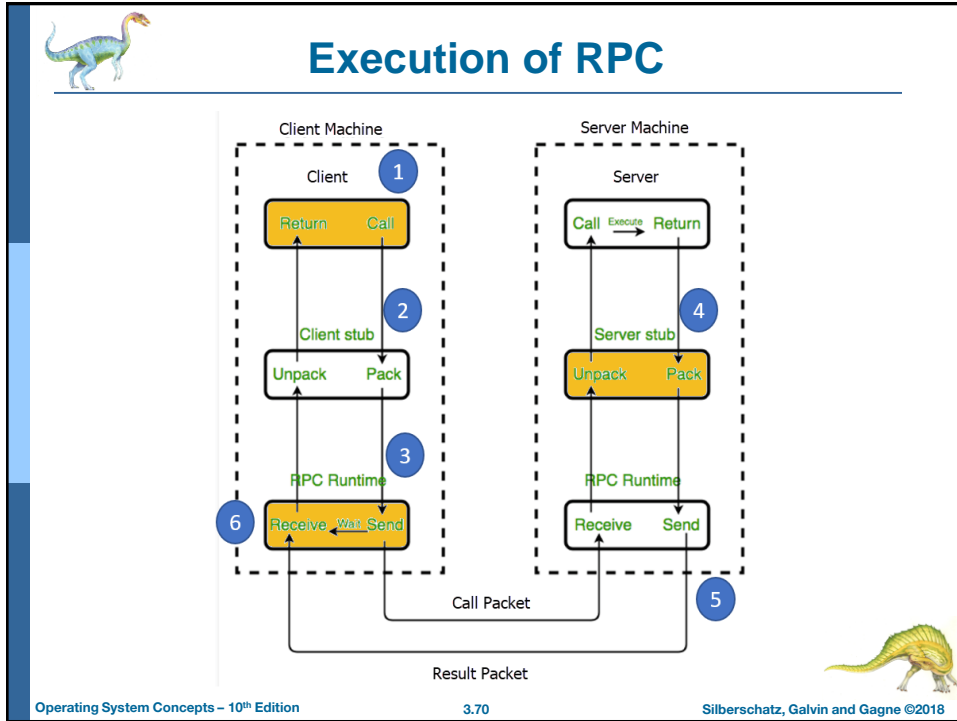 Execution of RPC
Client Machine
Server Machine
Client
1
Server
Return Call
Call Execute Return
2
4
Client stub
Server stub
Unpack Pack
Unpack Pack
3
RPC Runtime
RPC Runtime
6
Receive Wait Send
Receive Send
5
Call Packet
Result Packet
Operating System Concepts – 10th Edition
3.70
Silberschatz, Galvin and Gagne ©2018